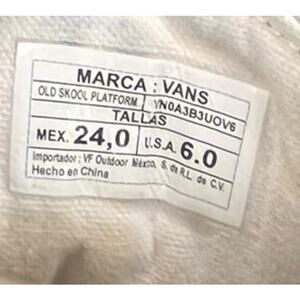 MARCA : VANS
OLD SKOOL PLATFORM VN0A3B3UOV6
TALLAS
MEX. 24,0 U.S.A. 6.0
Importador : VF Outdoor México, S. de R.L. de C.V.
Hecho en China